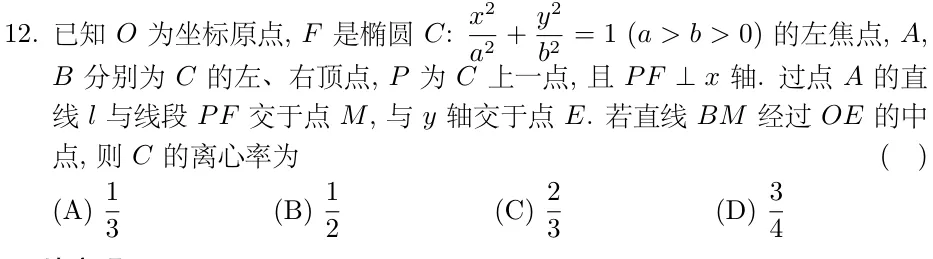 12. 已知 O 为坐标原点, F 是椭圆 C: x²/a² + y²/b² = 1 (a > b > 0) 的左焦点, A,
B 分别为 C 的左、右顶点, P 为 C 上一点, 且 PF ⊥ x 轴. 过点 A 的直
线 l 与线段 PF 交于点 M, 与 y 轴交于点 E. 若直线 BM 经过 OE 的中
点, 则 C 的离心率为 ( )
(A) 1/3 (B) 1/2 (C) 2/3 (D) 3/4